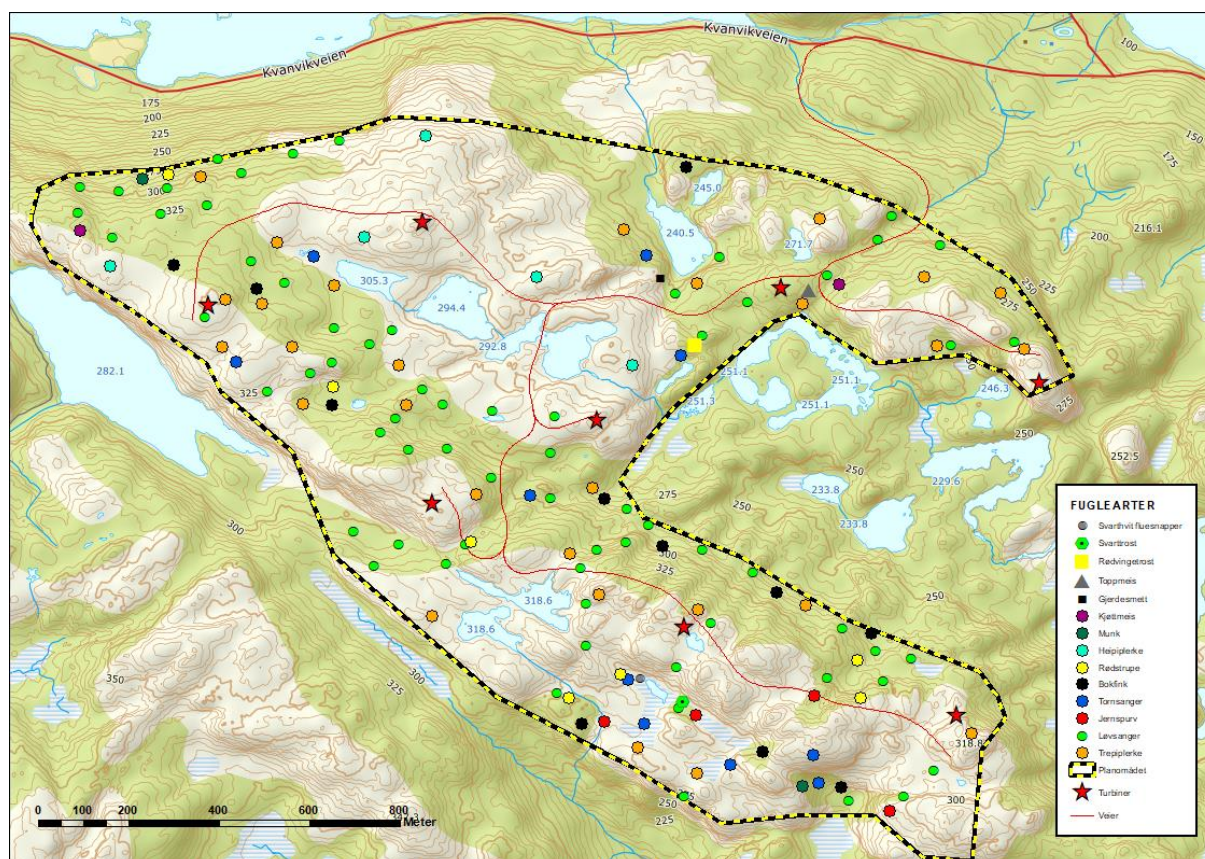 Kvanvikveien
Kvanvikveien
100
175
200
225
250
300
325
150
175
245.0
240.5
271.7
216.1
200
225
250
275
305.3
294.4
292.8
282.1
325
251.1
251.1
251.1
251.3
246.3
275
250
252.5
229.6
233.8
233.8
250
275
250
300
300
325
318.6
318.6
250
250
300
325
350
318.8
300
275
250
225
FUGLEARTER
Svarthvit fluesnapper
Svarttrost
Rødvingetrost
Toppmeis
Gjerdesmett
Kjøttmeis
Munk
Heipiplerke
Rødstrupe
Bokfink
Tornsanger
Jernspurv
Løvsanger
Trepiplerke
Planområdet
Turbiner
Veier
0 100 200 400 600 800
Meter